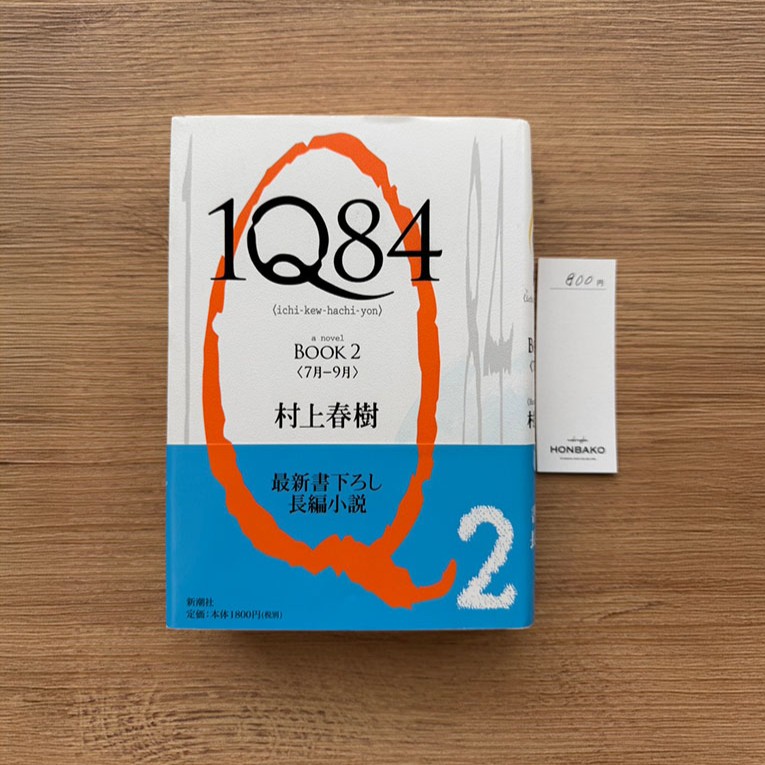 1Q84
〈ichi-kew-hachi-yon〉
a novel
BOOK 2
〈7月−9月〉
村上春樹
最新書下ろし
長編小説
2
新潮社
定価：本体1800円(税別)
800円
HONBAKO